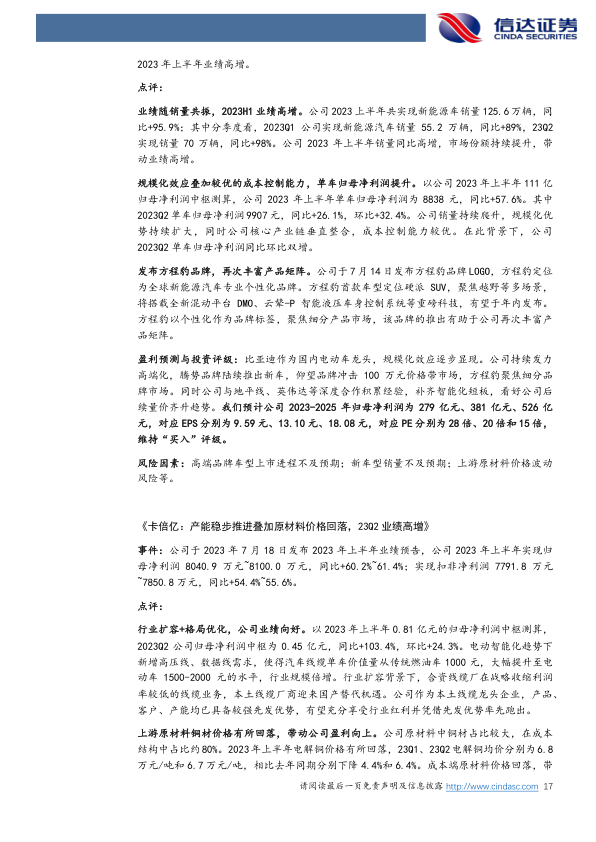 信达证券
CINDA SECURITIES
2023 年上半年业绩高增。
点评：
业绩随销量共振，2023H1 业绩高增。公司 2023 上半年共实现新能源车销量 125.6 万辆，同
比+95.9%；其中分季度看，2023Q1 公司实现新能源汽车销量 55.2 万辆，同比+89%，23Q2
实现销量 70 万辆，同比+98%。公司 2023 年上半年销量同比高增，市场份额持续提升，带
动业绩高增。
规模化效应叠加较优的成本控制能力，单车归母净利润提升。以公司 2023 年上半年 111 亿
归母净利润中枢测算，公司 2023 年上半年单车归母净利润为 8838 元，同比+57.6%。其中
2023Q2 单车归母净利润 9907 元，同比+26.1%，环比+32.4%。公司销量持续爬升，规模化优
势持续扩大，同时公司核心产业链垂直整合，成本控制能力较优。在此背景下，公司
2023Q2 单车归母净利润同比环比双增。
发布方程豹品牌，再次丰富产品矩阵。公司于 7 月 14 日发布方程豹品牌 LOGO，方程豹定位
为全球新能源汽车专业个性化品牌。方程豹首款车型定位硬派 SUV，聚焦越野等多场景，
将搭载全新混动平台 DMO、云辇-P 智能液压车身控制系统等重磅科技，有望于年内发布。
方程豹以个性化作为品牌标签，聚焦细分产品市场，该品牌的推出有助于公司再次丰富产
品矩阵。
盈利预测与投资评级：比亚迪作为国内电动车龙头，规模化效应逐步显现。公司持续发力
高端化，腾势品牌陆续推出新车，仰望品牌冲击 100 万元价格带市场，方程豹聚焦细分品
牌市场。同时公司与地平线、英伟达等深度合作积累经验，补齐智能化短板，看好公司后
续量价齐升趋势。我们预计公司 2023-2025 年归母净利润为 279 亿元、381 亿元、526 亿
元，对应 EPS 分别为 9.59 元、13.10 元、18.08 元，对应 PE 分别为 28 倍、20 倍和 15 倍，
维持“买入”评级。
风险因素：高端品牌车型上市进程不及预期；新车型销量不及预期；上游原材料价格波动
风险等。
《卡倍亿：产能稳步推进叠加原材料价格回落，23Q2 业绩高增》
事件：公司于 2023 年 7 月 18 日发布 2023 年上半年业绩预告，公司 2023 年上半年实现归
母净利润 8040.9 万元~8100.0 万元，同比+60.2%~61.4%；实现扣非净利润 7791.8 万元
~7850.8 万元，同比+54.4%~55.6%。
点评：
行业扩容+格局优化，公司业绩向好。以 2023 年上半年 0.81 亿元的归母净利润中枢测算，
2023Q2 公司归母净利润中枢为 0.45 亿元，同比+103.4%，环比+24.3%。电动智能化趋势下
新增高压线、数据线需求，使得汽车线缆单车价值量从传统燃油车 1000 元，大幅提升至电
动车 1500-2000 元的水平，行业规模倍增。行业扩容背景下，合资线缆厂在战略收缩利润
率较低的线缆业务，本土线缆厂商迎来国产替代机遇。公司作为本土线缆龙头企业，产品、
客户、产能均已具备较强先发优势，有望充分享受行业红利并凭借先发优势率先跑出。
上游原材料铜材价格有所回落，带动公司盈利向上。公司原材料中铜材占比较大，在成本
结构中占比约 80%。2023 年上半年电解铜价格有所回落，23Q1、23Q2 电解铜均价分别为 6.8
万元/吨和 6.7 万元/吨，相比去年同期分别下降 4.4%和 6.4%。成本端原材料价格回落，带
请阅读最后一页免责声明及信息披露 http://www.cindasc.com 17